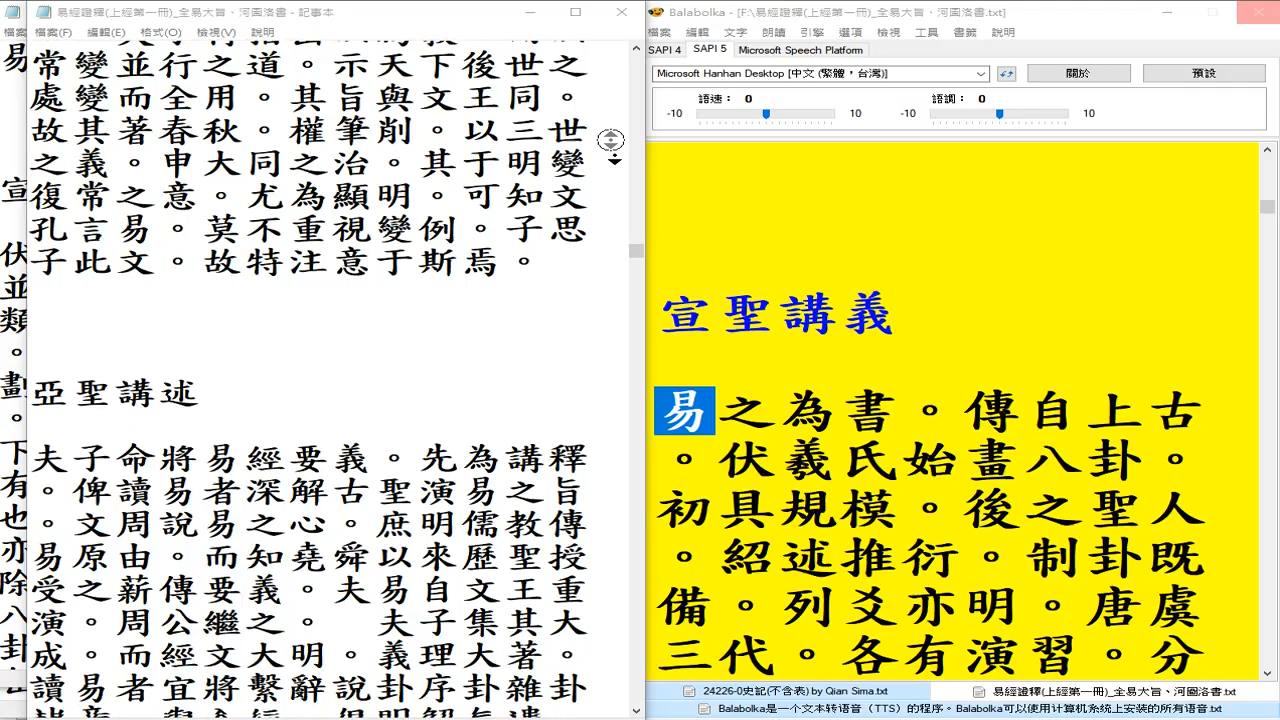 易經證釋(上經第一冊)_全易大旨、河圖洛書 - 記事本
檔案 檔案(F) 編輯(E) 格式(O) 檢視(V) 說明
常變並行之道。示天下後世之
處變而全用。其旨與文王同。
故其著春秋。權筆削。以三世
之義。申大同之治。其于明變
復常之意。尤為顯明。可知文
孔言易。莫不重視變例。子思
子此文。故特注意于斯焉。
亞聖講述
夫子命將易經要義。先為講釋
。俾讀易者深解古聖演易之旨
。文周說易之心。庶明儒教傳
易原由。而知堯舜以來歷聖授
受之薪傳要義。夫易自文王重
演。周公繼之。　夫子集其大
成。而經文大明。義理大著。
讀易者宜將繫辭說卦序卦雜卦
易
宣
伏
並
類
。
劃
。
下
有
也
亦
除
八
卦
Balabolka - [F:\易經證釋(上經第一冊)_全易大旨、河圖洛書.txt]
檔案 編輯 文字 朗讀 引擎 選項 檢視 工具 書籤 說明
SAPI 4 SAPI 5 Microsoft Speech Platform
Microsoft Hanhan Desktop [中文 (繁體，台灣)] 關於 預設
語速： 0 語調： 0
-10 10 -10 10
宣聖講義
易之為書。傳自上古
。伏羲氏始畫八卦。
初具規模。後之聖人
。紹述推衍。制卦既
備。列爻亦明。唐虞
三代。各有演習。分
24226-0史記(不含表) by Qian Sima.txt 易經證釋(上經第一冊)_全易大旨、河圖洛書.txt
Balabolka是一个文本转语音（TTS）的程序。Balabolka可以使用计算机系统上安装的所有语音.txt